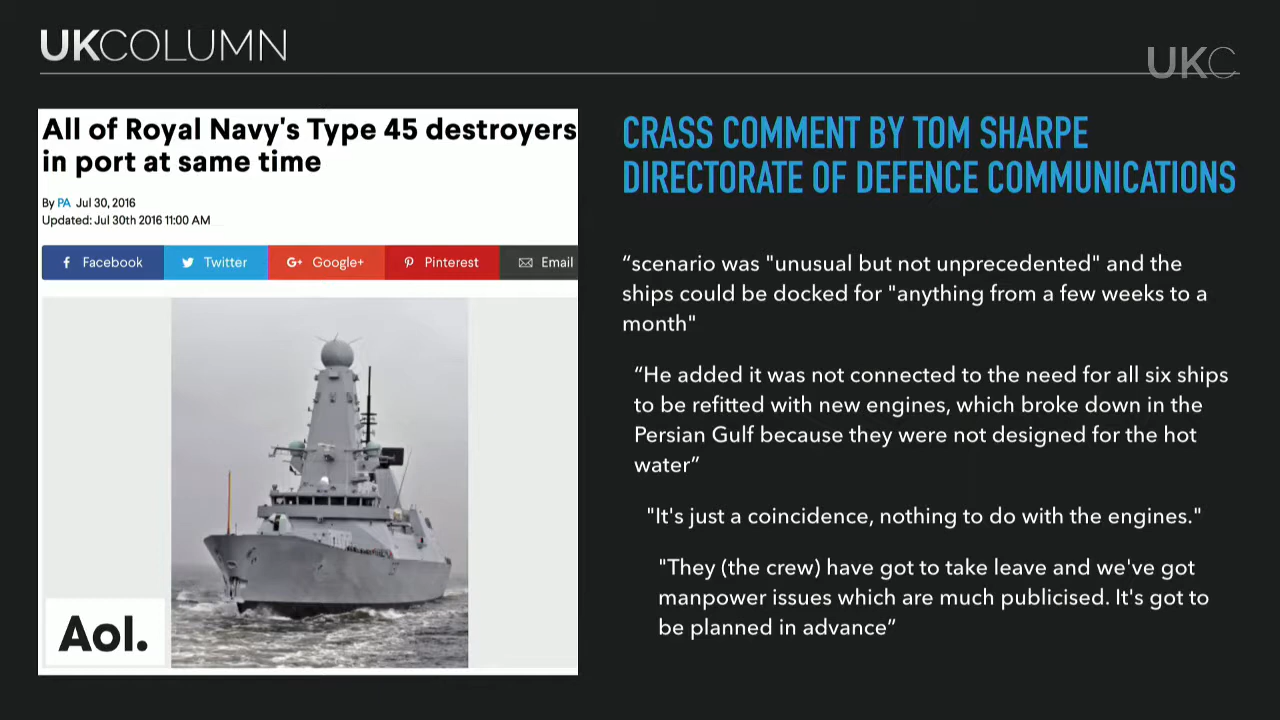 UKCOLUMN
UKC
All of Royal Navy's Type 45 destroyers
in port at same time
By PA Jul 30, 2016
Updated: Jul 30th 2016 11:00 AM
Facebook Twitter Google+ Pinterest Email
Aol.
CRASS COMMENT BY TOM SHARPE
DIRECTORATE OF DEFENCE COMMUNICATIONS
“scenario was "unusual but not unprecedented" and the
ships could be docked for "anything from a few weeks to a
month"
“He added it was not connected to the need for all six ships
to be refitted with new engines, which broke down in the
Persian Gulf because they were not designed for the hot
water”
"It's just a coincidence, nothing to do with the engines."
"They (the crew) have got to take leave and we've got
manpower issues which are much publicised. It's got to
be planned in advance”